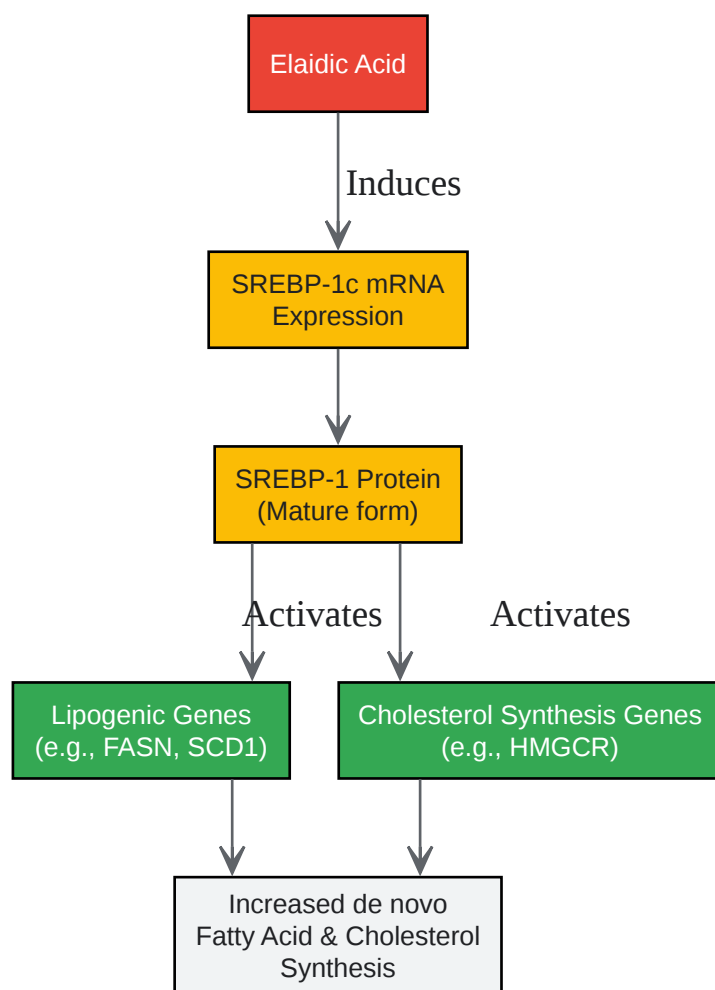 Elaidic Acid
Induces
SREBP-1c mRNA
Expression
SREBP-1 Protein
(Mature form)
Activates
Activates
Lipogenic Genes
(e.g., FASN, SCD1)
Cholesterol Synthesis Genes
(e.g., HMGCR)
Increased de novo
Fatty Acid & Cholesterol
Synthesis